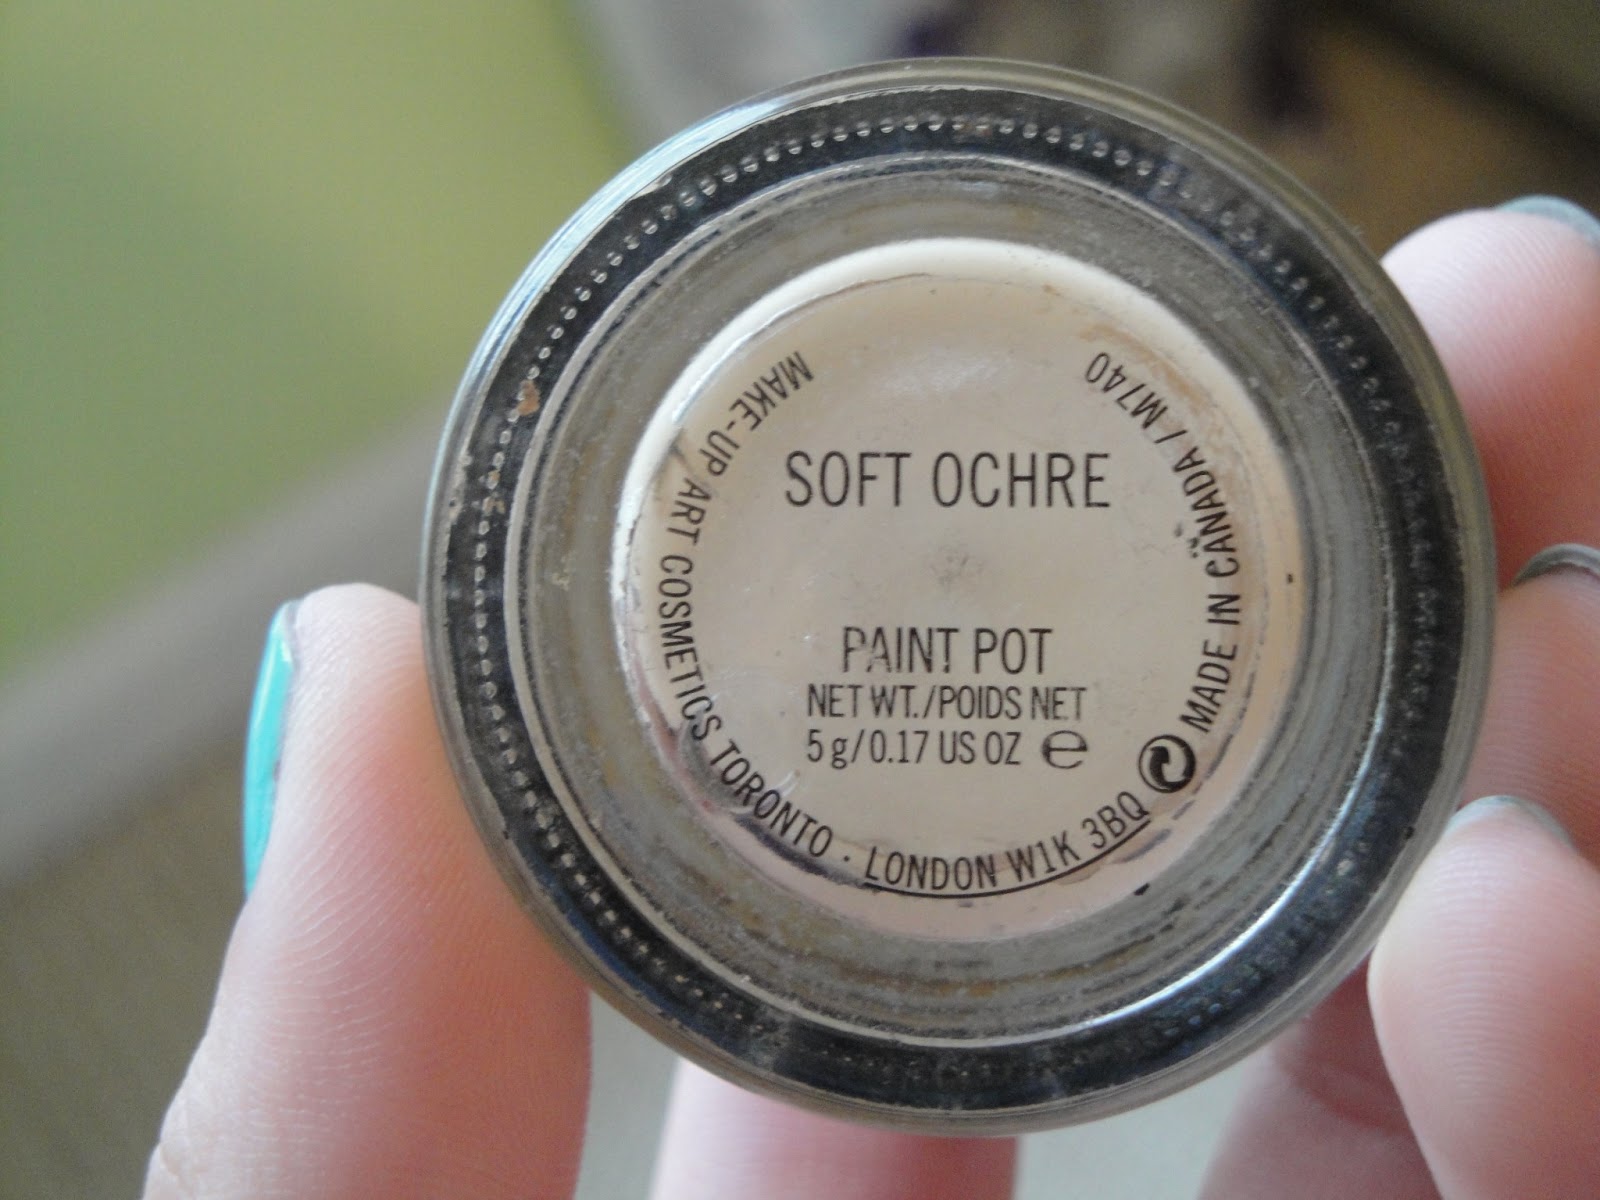 SOFT OCHRE
PAINT POT
NET WT./POIDS NET
5 g/0.17 US OZ ℮
MAKE-UP ART COSMETICS TORONTO · LONDON W1K 3BQ
MADE IN CANADA / M740